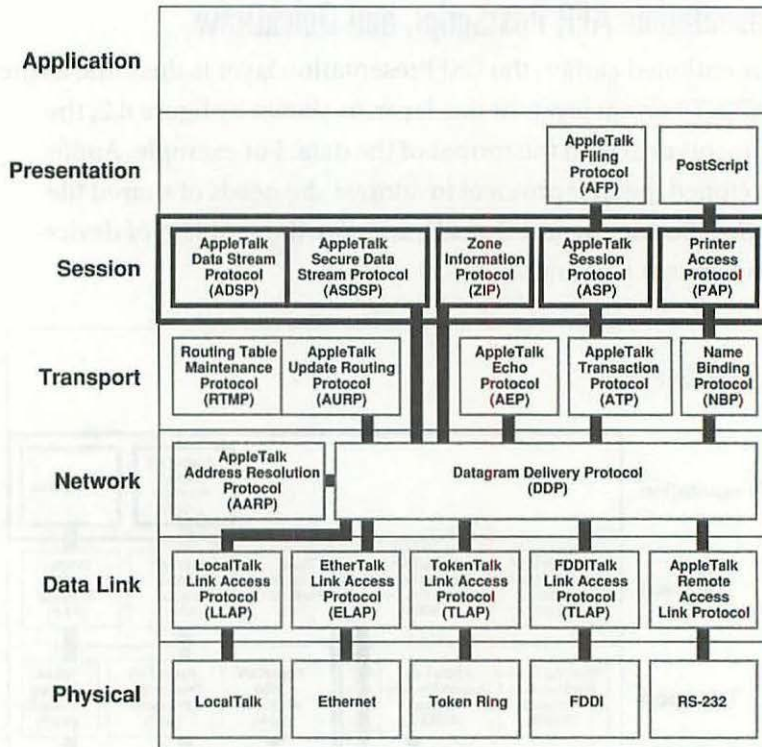 Application
Presentation
AppleTalk
Filing
Protocol
(AFP)
PostScript
Session
AppleTalk
Data Stream
Protocol
(ADSP)
AppleTalk
Secure Data
Stream Protocol
(ASDSP)
Zone
Information
Protocol
(ZIP)
AppleTalk
Session
Protocol
(ASP)
Printer
Access
Protocol
(PAP)
Transport
Routing Table
Maintenance
Protocol
(RTMP)
AppleTalk
Update Routing
Protocol
(AURP)
AppleTalk
Echo
Protocol
(AEP)
AppleTalk
Transaction
Protocol
(ATP)
Name
Binding
Protocol
(NBP)
Network
AppleTalk
Address Resolution
Protocol
(AARP)
Datagram Delivery Protocol
(DDP)
Data Link
LocalTalk
Link Access
Protocol
(LLAP)
EtherTalk
Link Access
Protocol
(ELAP)
TokenTalk
Link Access
Protocol
(TLAP)
FDDITalk
Link Access
Protocol
(TLAP)
AppleTalk
Remote
Access
Link Protocol
Physical
LocalTalk
Ethernet
Token Ring
FDDI
RS-232